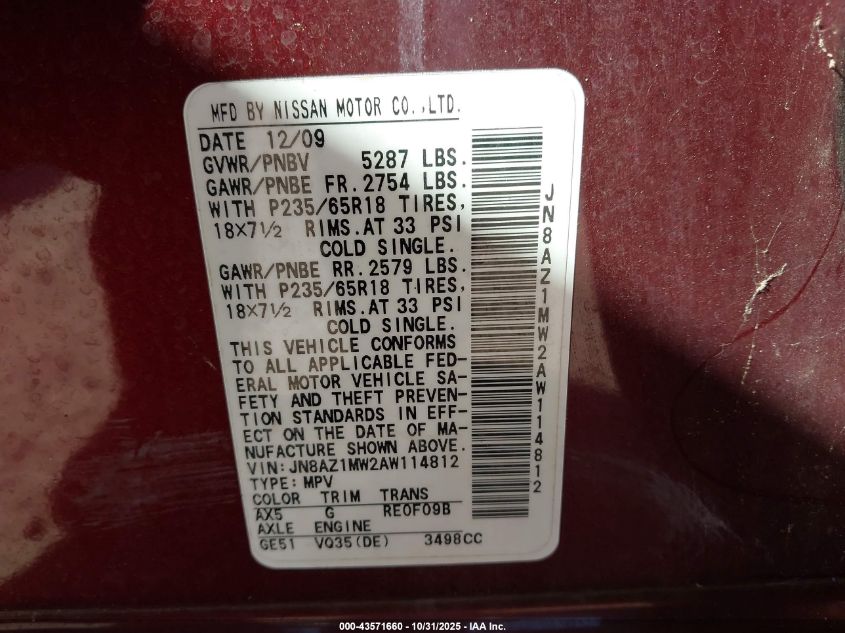 MFD BY NISSAN MOTOR CO.,LTD.
DATE 12/09
GVWR/PNBV 5287 LBS.
GAWR/PNBE FR. 2754 LBS.
WITH P235/65R18 TIRES,
18X7½ RIMS.AT 33 PSI
COLD SINGLE.
GAWR/PNBE RR. 2579 LBS.
WITH P235/65R18 TIRES,
18X7½ RIMS.AT 33 PSI
COLD SINGLE.
THIS VEHICLE CONFORMS
TO ALL APPLICABLE FED-
ERAL MOTOR VEHICLE SA-
FETY AND THEFT PREVEN-
TION STANDARDS IN EFF-
ECT ON THE DATE OF MA-
NUFACTURE SHOWN ABOVE.
VIN:JN8AZ1MW2AW114812
TYPE:MPV
COLOR TRIM TRANS
AX5 G RE0F09B
AXLE ENGINE
GE51 VQ35(DE) 3498CC
JN8AZ1MW2AW114812
000-43571660 - 10/31/2025 - IAA Inc.